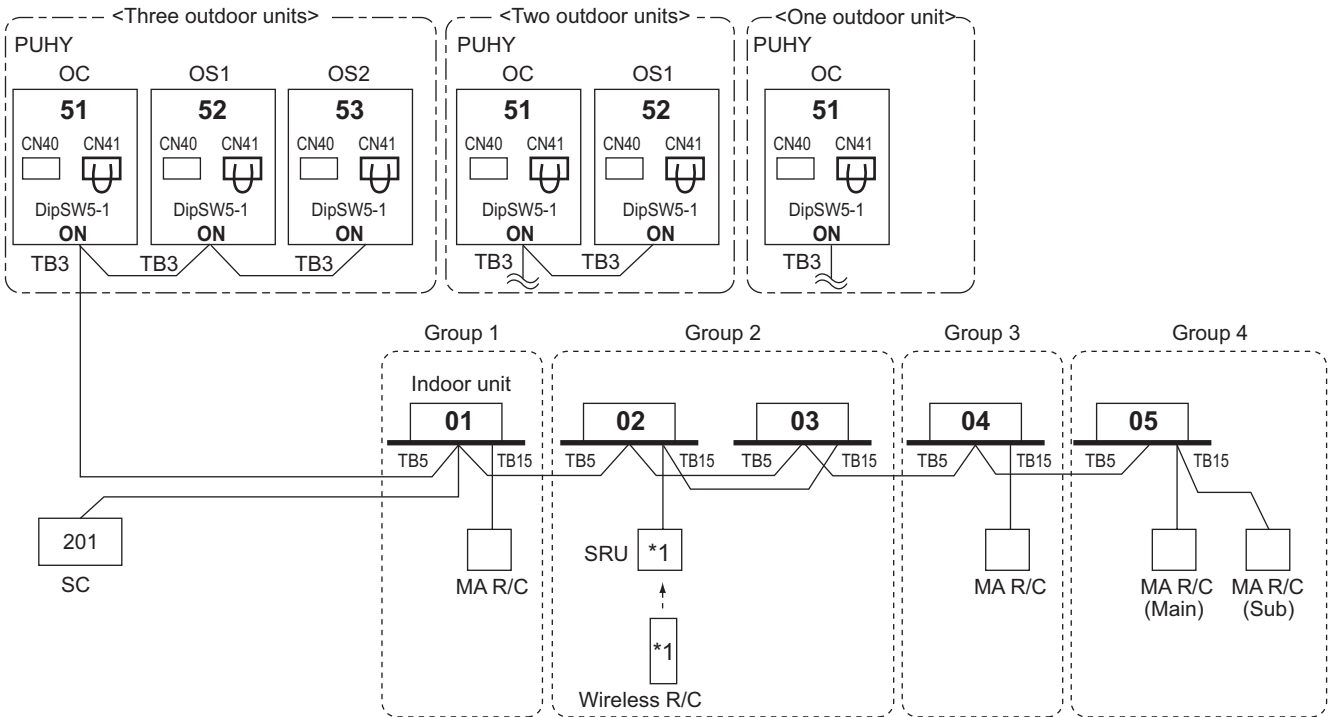 <Three outdoor units>
<Two outdoor units>
<One outdoor unit>
PUHY
PUHY
PUHY
OC OS1 OS2
OC OS1
OC
51 52 53
51 52
51
CN40 CN41 CN40 CN41 CN40 CN41
CN40 CN41 CN40 CN41
CN40 CN41
DipSW5-1 DipSW5-1 DipSW5-1
DipSW5-1 DipSW5-1
DipSW5-1
ON ON ON
ON ON
ON
TB3 TB3 TB3
TB3 TB3
TB3
Group 1 Group 2 Group 3 Group 4
Indoor unit
01 02 03 04 05
TB5 TB15 TB5 TB15 TB5 TB15 TB5 TB15 TB5 TB15
201
SC
MA R/C
SRU *1
*1
Wireless R/C
MA R/C
MA R/C
(Main)
MA R/C
(Sub)